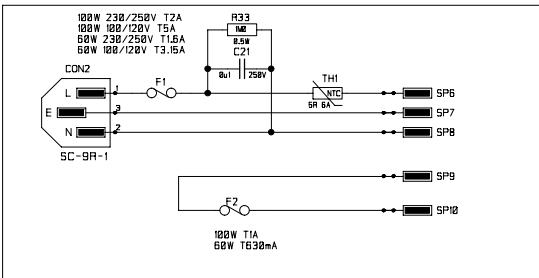 100W 230/250V T2A
100W 100/120V T5A
60W 230/250V T1.6A
60W 100/120V T3.15A
R33
1M0
0.5W
C21
0u1 250V
CON2
L 1
F1
TH1
NTC
5R 6A
SP6
E 3
SP7
N 2
SP8
SC-9R-1
SP9
F2
SP10
100W T1A
60W T630mA